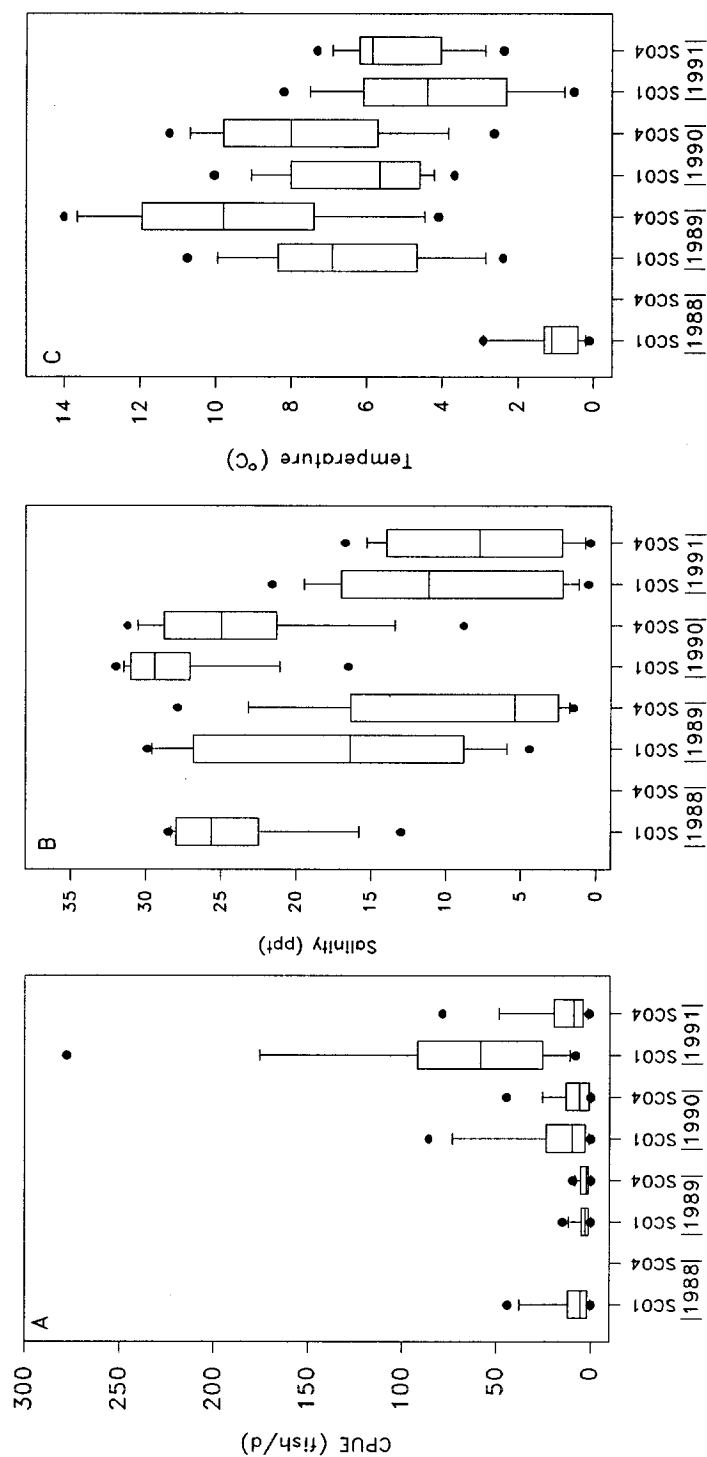 A
300
250
200
150
100
50
0
CPUE (fish/d)
SC01 SC04 SC01 SC04 SC01 SC04 SC01 SC04
|1988| |1989| |1990| |1991|
B
35
30
25
20
15
10
5
0
Salinity (ppt)
SC01 SC04 SC01 SC04 SC01 SC04 SC01 SC04
|1988| |1989| |1990| |1991|
C
14
12
10
8
6
4
2
0
Temperature (°C)
SC01 SC04 SC01 SC04 SC01 SC04 SC01 SC04
|1988| |1989| |1990| |1991|